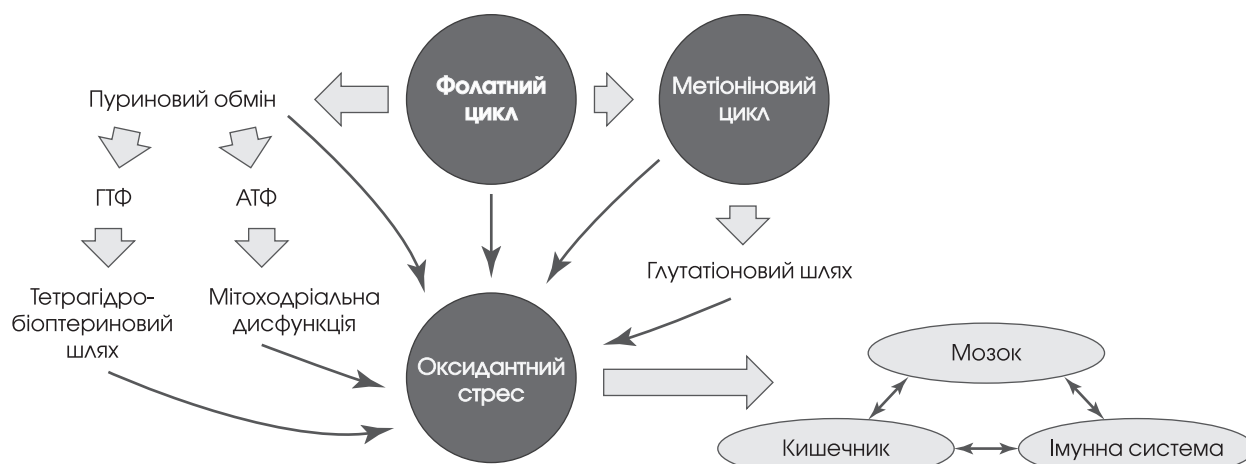 Фолатний
цикл
Метіоніновий
цикл
Пуриновий обмін
ГТФ
АТФ
Глутатіоновий шлях
Тетрагідро-
біоптериновий
шлях
Мітоходріальна
дисфункція
Оксидантний
стрес
Мозок
Кишечник
Імунна система